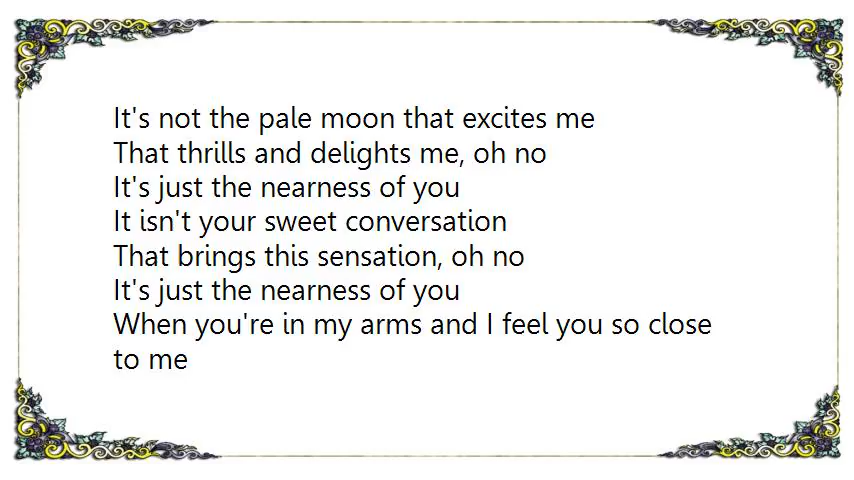 It's not the pale moon that excites me
That thrills and delights me, oh no
It's just the nearness of you
It isn't your sweet conversation
That brings this sensation, oh no
It's just the nearness of you
When you're in my arms and I feel you so close
to me